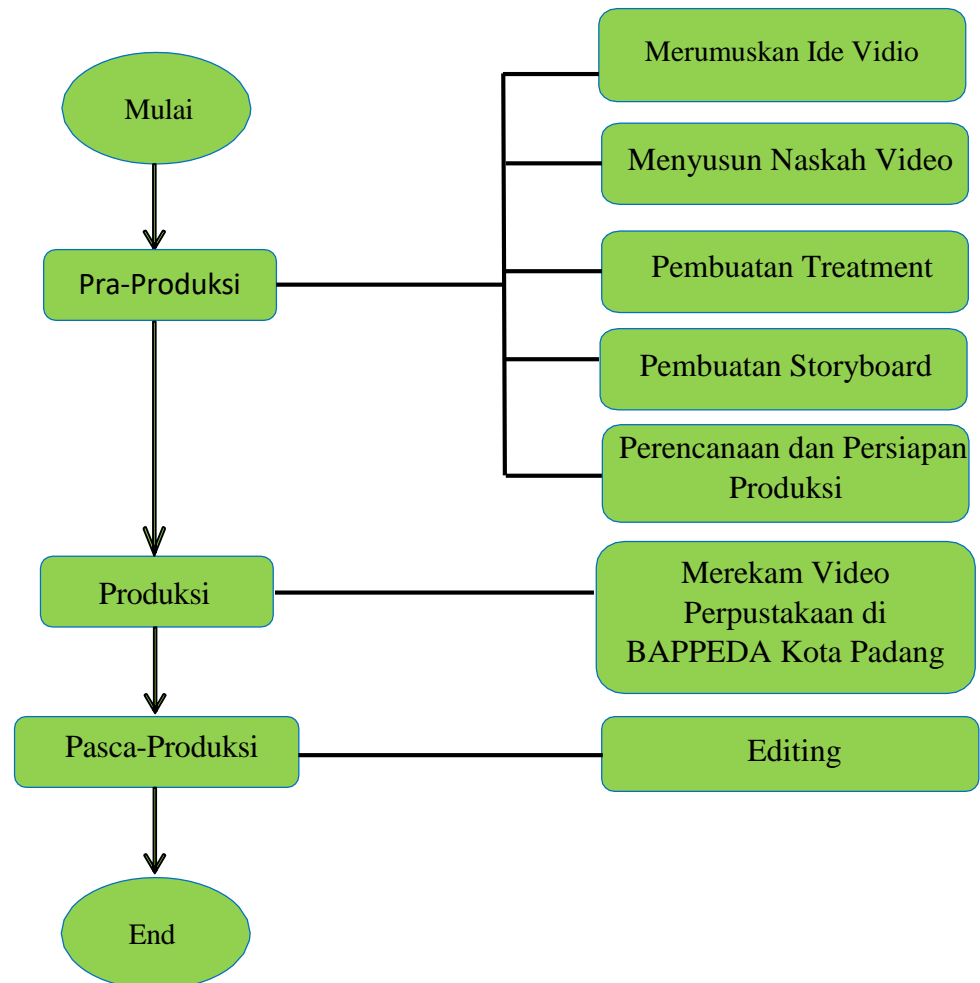 Mulai
Pra-Produksi
Merumuskan Ide Vidio
Menyusun Naskah Video
Pembuatan Treatment
Pembuatan Storyboard
Perencanaan dan Persiapan
Produksi
Produksi
Merekam Video
Perpustakaan di
BAPPEDA Kota Padang
Pasca-Produksi
Editing
End